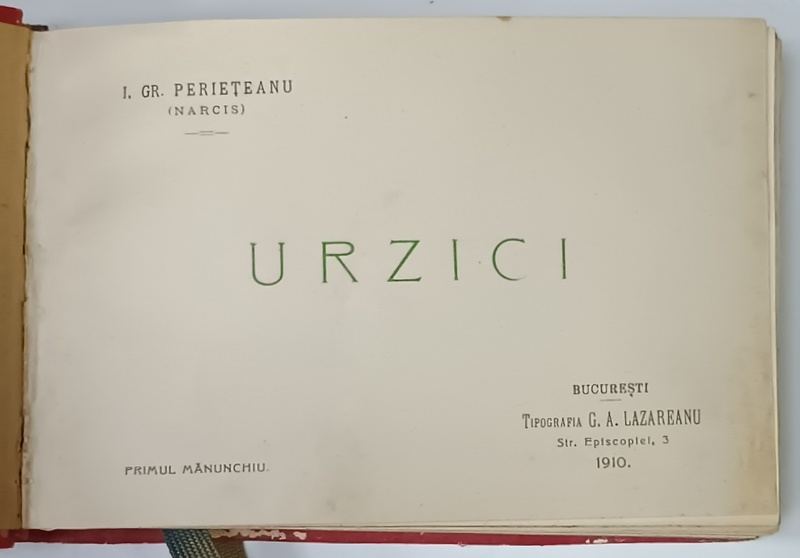 I. GR. PERIEȚEANU
(NARCIS)
URZICI
PRIMUL MĂNUNCHIU.
BUCUREȘTI
TIPOGRAFIA G. A. LAZAREANU
Str. Episcopiei, 3
1910.